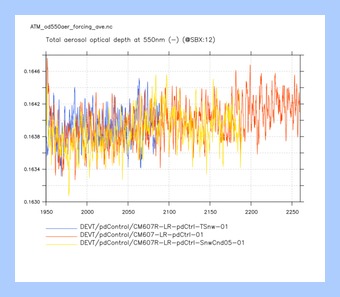 ATM_od550aer_forcing_ave.nc
Total aerosol optical depth at 550nm (-) (@SBX:12)
0.1646
0.1642
0.1638
0.1634
0.1630
1950 2000 2050 2100 2150 2200 2250
DEVT/pdControl/CM607R-LR-pdCtrl-TSnw-01
DEVT/pdControl/CM607-LR-pdCtrl-01
DEVT/pdControl/CM607R-LR-pdCtrl-SnwCnd05-01